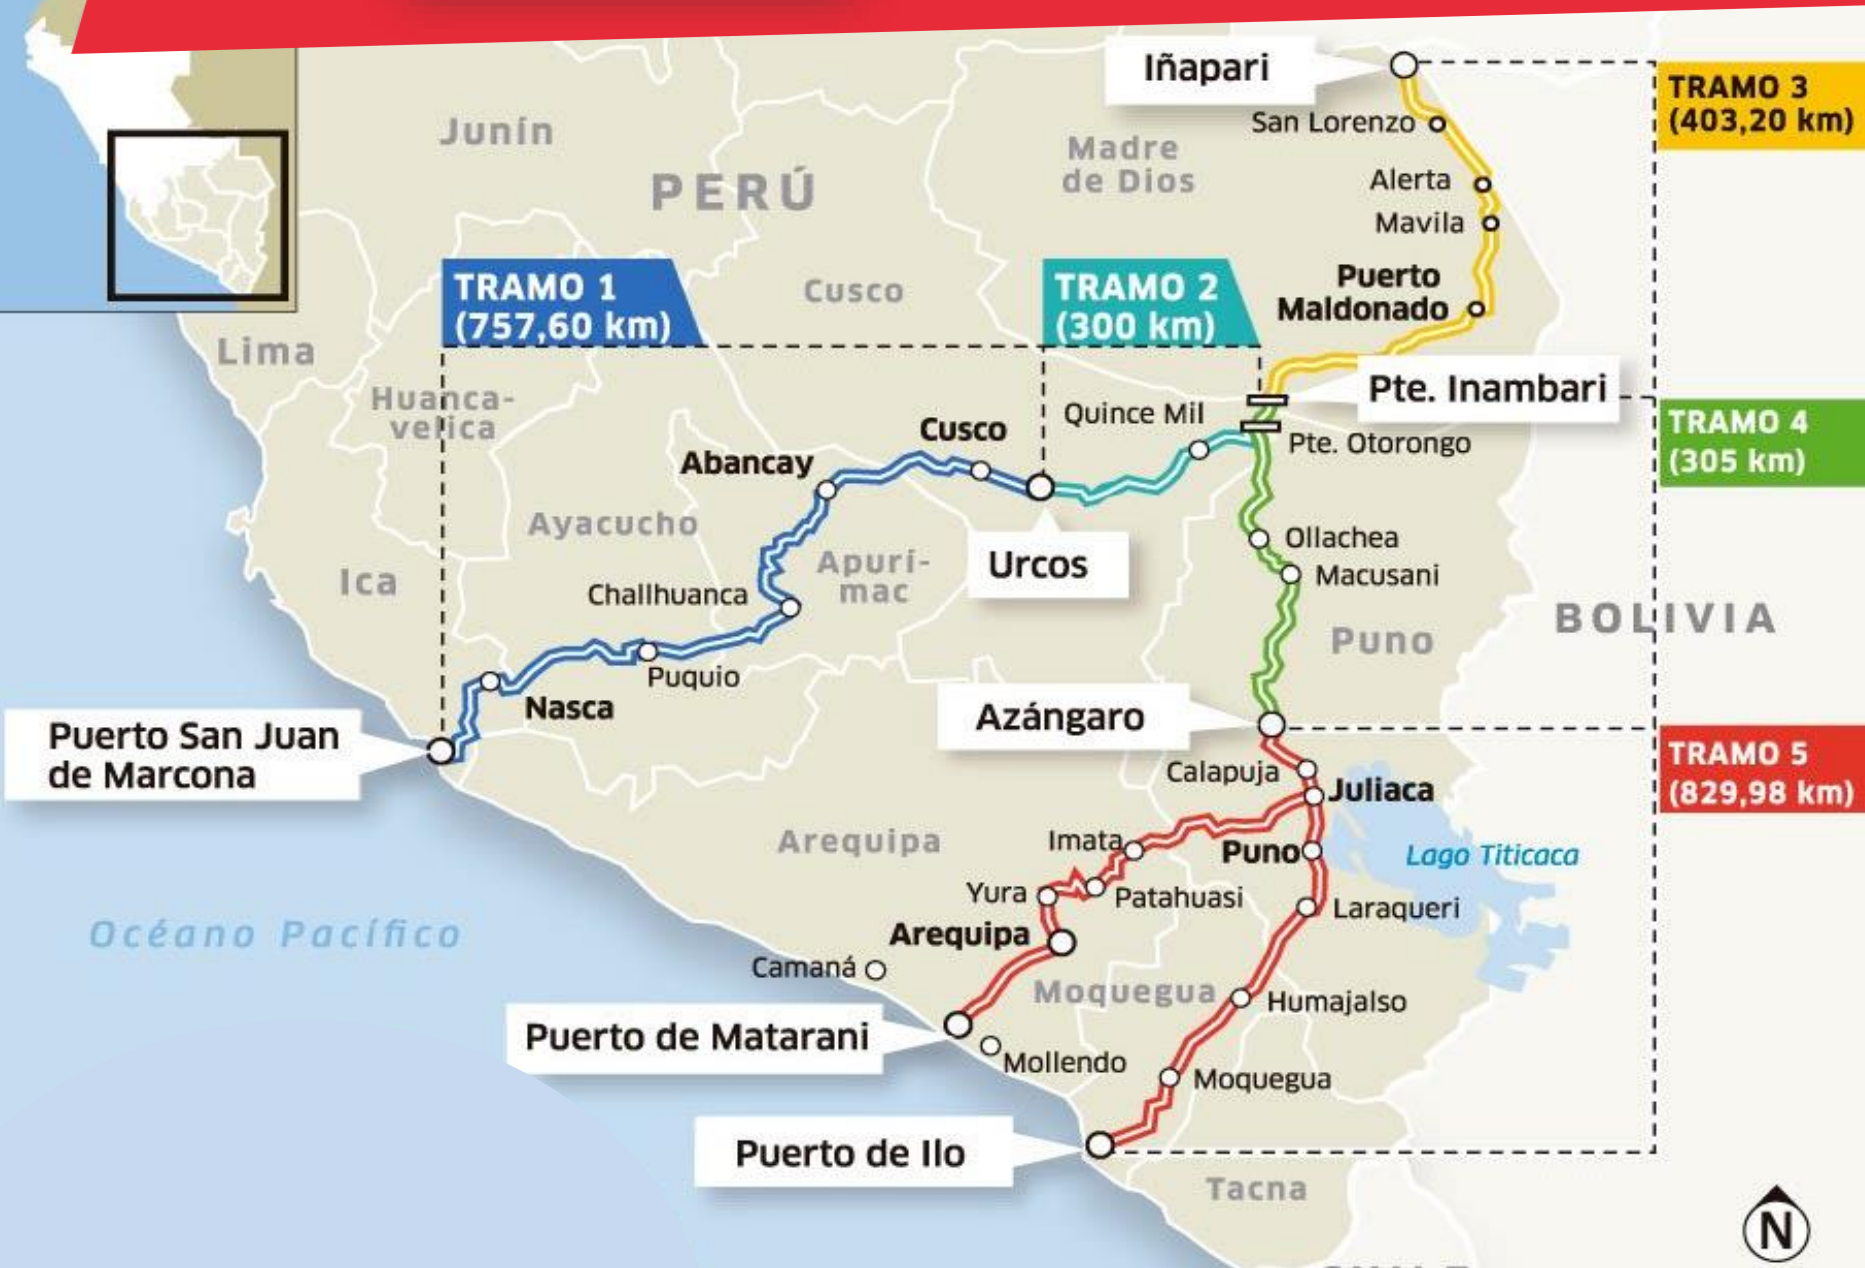 Iñapari
TRAMO 3
(403,20 km)
San Lorenzo
Junín
Madre
de Dios
PERÚ
Alerta
Mavila
TRAMO 1
(757,60 km)
Cusco
TRAMO 2
(300 km)
Puerto
Maldonado
Lima
Huanca-
velica
Pte. Inambari
Quince Mil
Cusco
Pte. Otorongo
TRAMO 4
(305 km)
Abancay
Ayacucho
Ollachea
Urcos
Apurí-
mac
Macusani
Ica
Challhuanca
BOLIVIA
Puno
Puquio
Nasca
Azángaro
Puerto San Juan
de Marcona
TRAMO 5
(829,98 km)
Calapuja
Juliaca
Arequipa
Imata
Puno
Lago Titicaca
Yura
Patahuasi
Laraqueri
Océano Pacífico
Arequipa
Camaná
Moquegua
Humajalso
Puerto de Matarani
Mollendo
Moquegua
Puerto de Ilo
Tacna
N